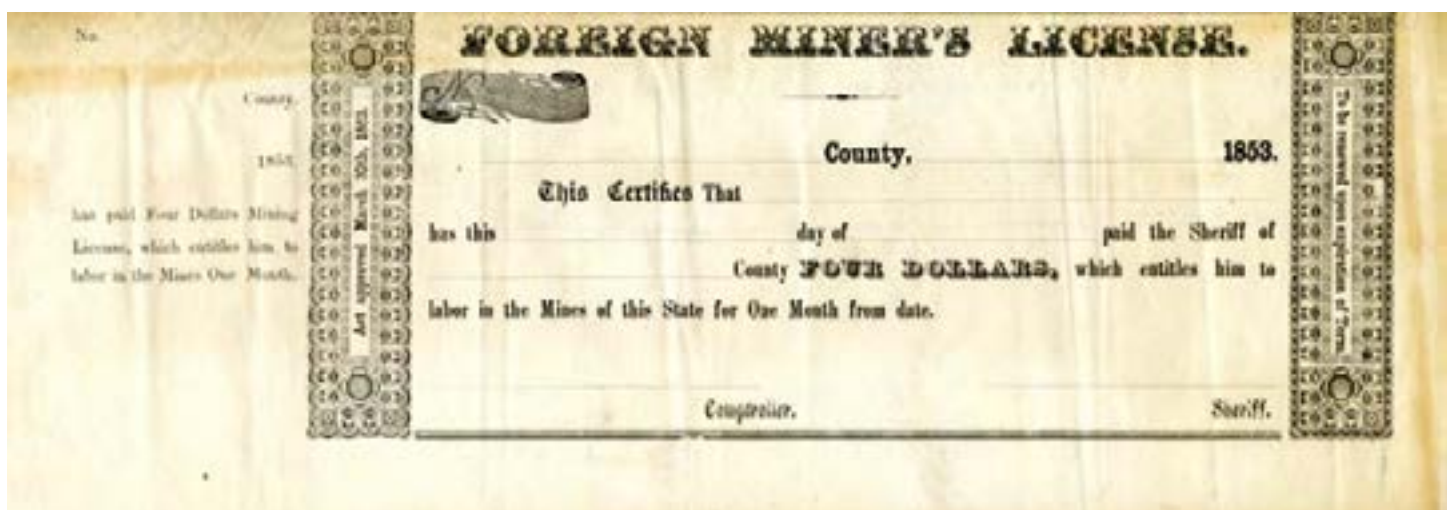 No.
County.
1853.
has paid Four Dollars Mining
License, which entitles him to
labor in the Mines One Month.
Act approved March 30th, 1853.
FOREIGN MINER'S LICENSE.
County, 1853.
This Certifies That
has this day of paid the Sheriff of
County FOUR DOLLARS, which entitles him to
labor in the Mines of this State for One Month from date.
Comptroller. Sheriff.
To be renewed upon expiration of Term.